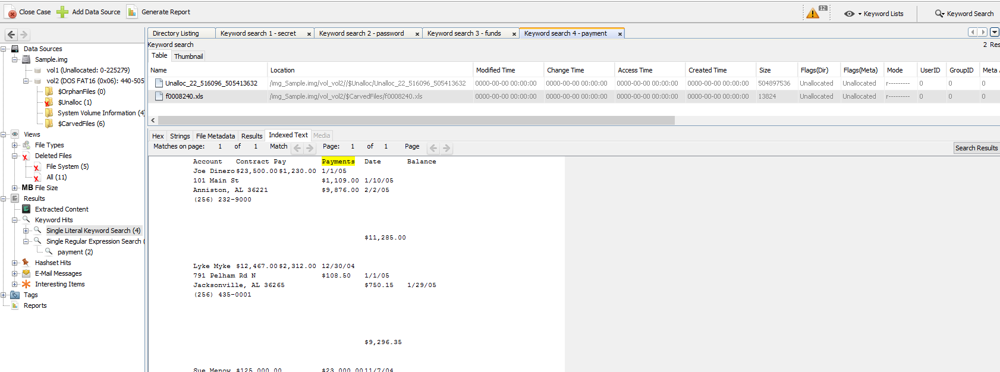 Close Case Add Data Source Generate Report 12 Keyword Lists Keyword Search
Directory Listing Keyword search 1 - secret x Keyword search 2 - password x Keyword search 3 - funds x Keyword search 4 - payment x
Keyword search 2 Res
Table Thumbnail
Name Location Modified Time Change Time Access Time Created Time Size Flags(Dir) Flags(Meta) Mode UserID GroupID Meta
Unalloc_22_516096_505413632 /img_Sample.img/vol_vol2//$Unalloc/Unalloc_22_516096_505413632 0000-00-00 00:00:00 0000-00-00 00:00:00 0000-00-00 00:00:00 0000-00-00 00:00:00 504897536 Unallocated Unallocated r--------- 0 0 0
f0008240.xls /img_Sample.img/vol_vol2/$CarvedFiles/f0008240.xls 0000-00-00 00:00:00 0000-00-00 00:00:00 0000-00-00 00:00:00 0000-00-00 00:00:00 13824 Unallocated Unallocated r--------- 0 0 0
Data Sources
Sample.img
vol1 (Unallocated: 0-225279)
vol2 (DOS FAT16 (0x06): 440-505
$OrphanFiles (0)
$Unalloc (1)
System Volume Information (4
$CarvedFiles (6)
Views
File Types
Deleted Files
File System (5)
All (11)
MB File Size
Results
Extracted Content
Keyword Hits
Single Literal Keyword Search (4)
Single Regular Expression Search (
payment (2)
Hashset Hits
E-Mail Messages
Interesting Items
Tags
Reports
Hex Strings File Metadata Results Indexed Text Media
Matches on page: 1 of 1 Match Page: 1 of 1 Page Search Results
Account Contract Pay Payments Date Balance
Joe Dinero $23,500.00 $1,230.00 1/1/05
101 Main St $1,109.00 1/10/05
Anniston, AL 36221 $9,876.00 2/2/05
(256) 232-9000
$11,285.00
Lyke Myke $12,467.00 $2,312.00 12/30/04
791 Pelham Rd N $108.50 1/1/05
Jacksonville, AL 36265 $750.15 1/29/05
(256) 435-0001
$9,296.35
Sue Menow $125,000.00 $23,000.00 11/7/04